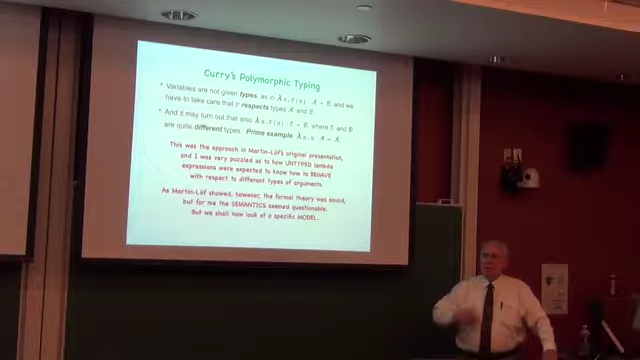 Curry's Polymorphic Typing
• Variables are not given types, as in λx.F(x) : A → B, and we
have to take care that F respects types A and B.
• And it may turn out that also λx.F(x) : C → D, where C and D
are quite different types. Prime example: λx.x : A → A.
This was the approach in Martin-Löf's original presentation,
and I was very puzzled as to how UNTYPED lambda
expressions were expected to know how to BEHAVE
with respect to different types of arguments.
As Martin-Löf showed, however, the formal theory was sound,
but for me the SEMANTICS seemed questionable.
But we shall now look at a specific MODEL.